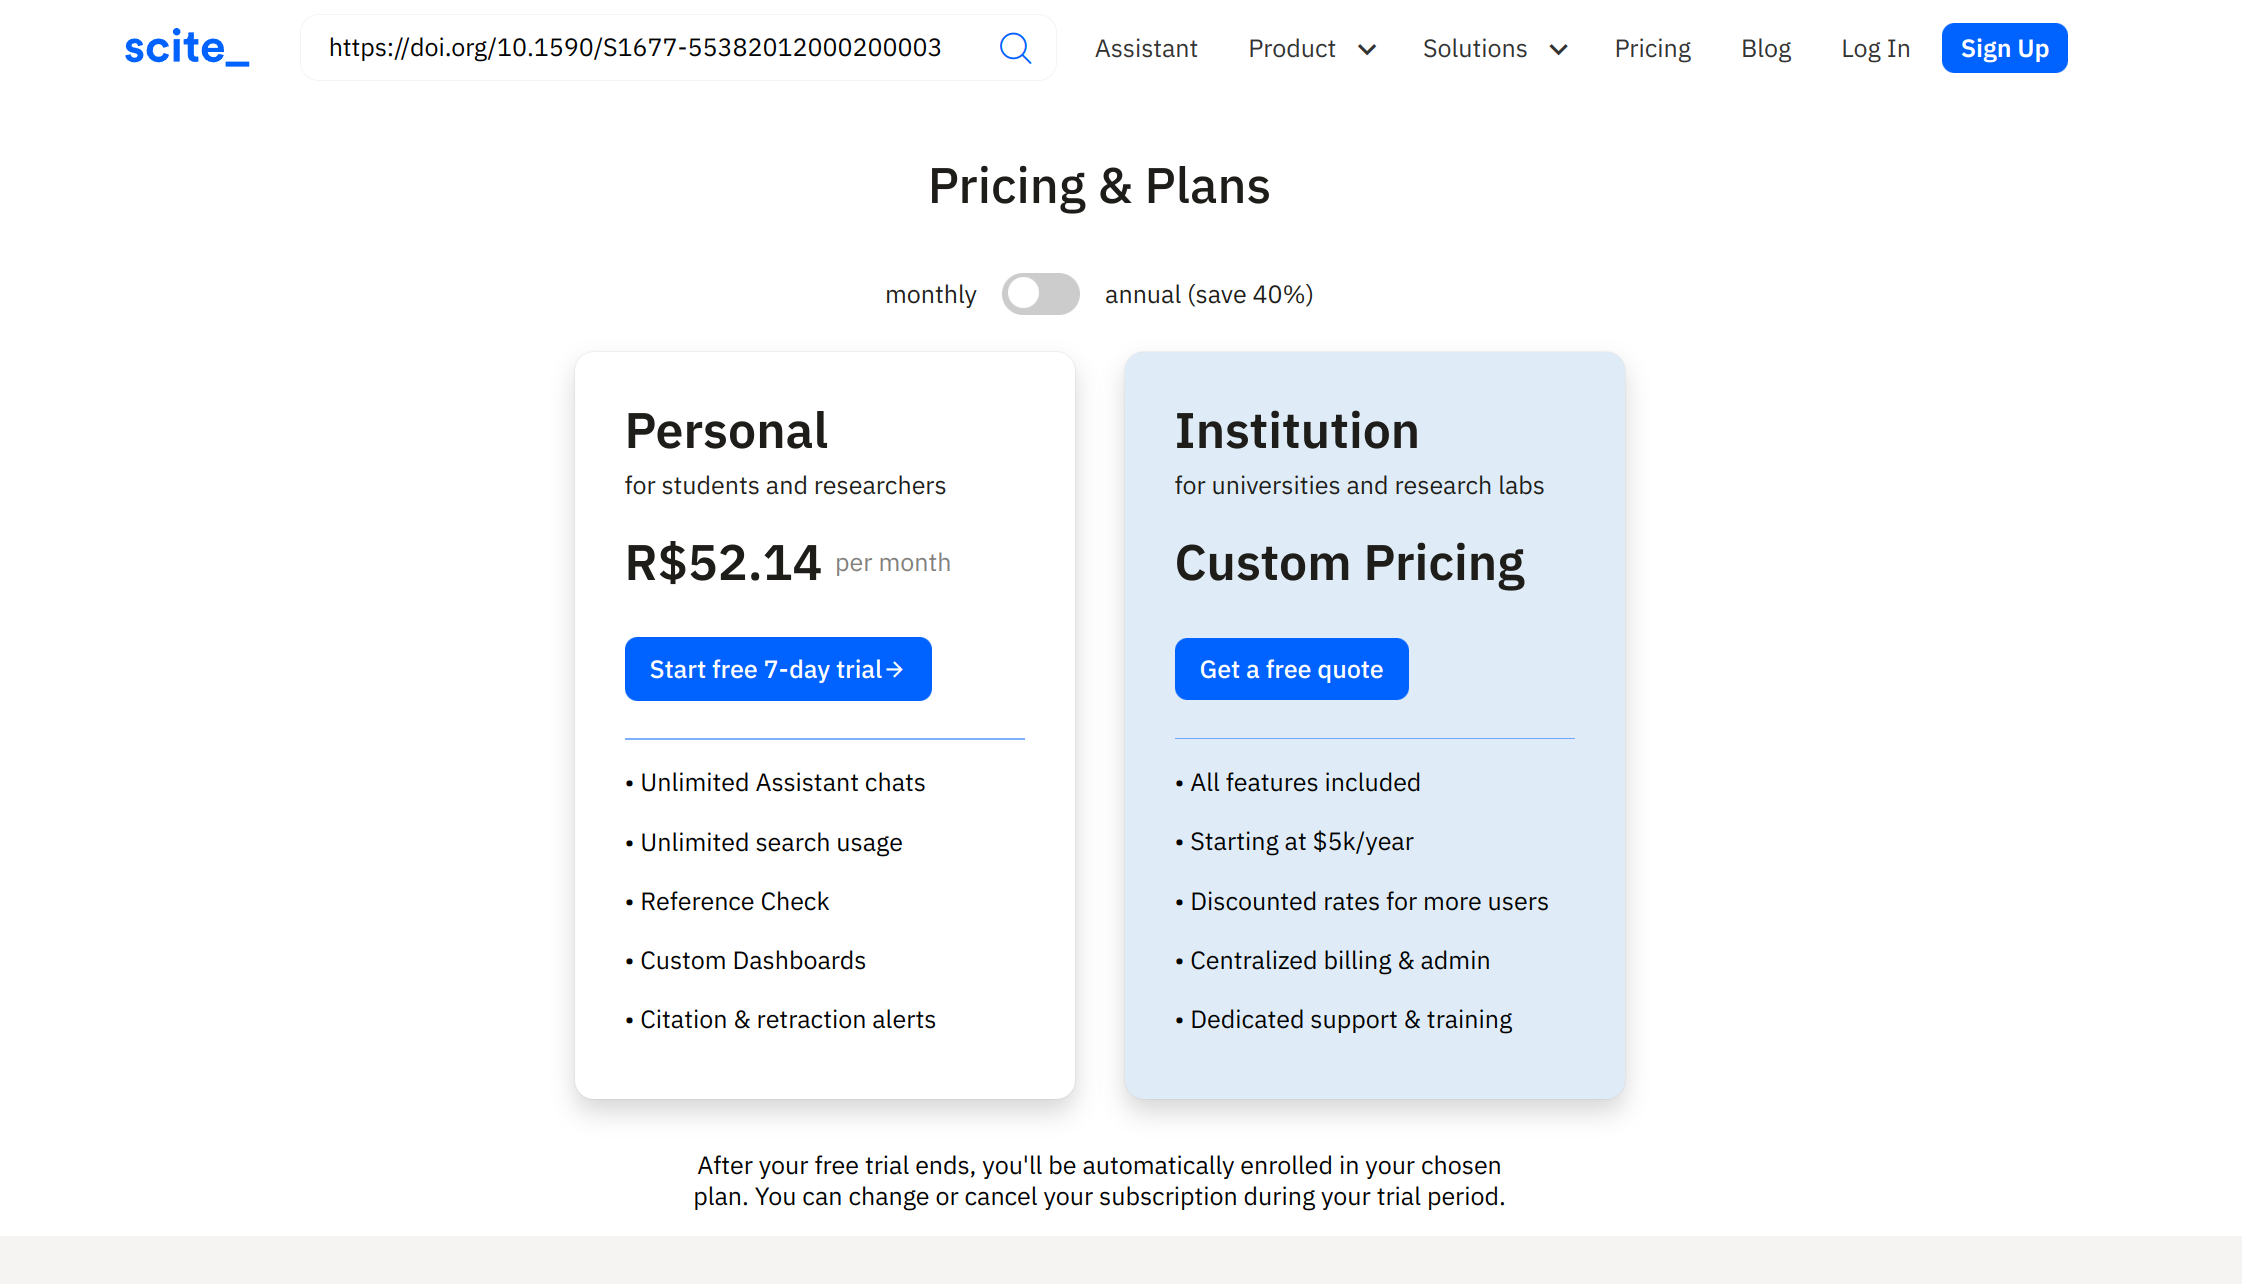 scite_
https://doi.org/10.1590/S1677-55382012000200003
Assistant
Product
Solutions
Pricing
Blog
Log In
Sign Up
Pricing & Plans
monthly
annual (save 40%)
Personal
for students and researchers
R$52.14 per month
Start free 7-day trial→
• Unlimited Assistant chats
• Unlimited search usage
• Reference Check
• Custom Dashboards
• Citation & retraction alerts
Institution
for universities and research labs
Custom Pricing
Get a free quote
• All features included
• Starting at $5k/year
• Discounted rates for more users
• Centralized billing & admin
• Dedicated support & training
After your free trial ends, you'll be automatically enrolled in your chosen
plan. You can change or cancel your subscription during your trial period.